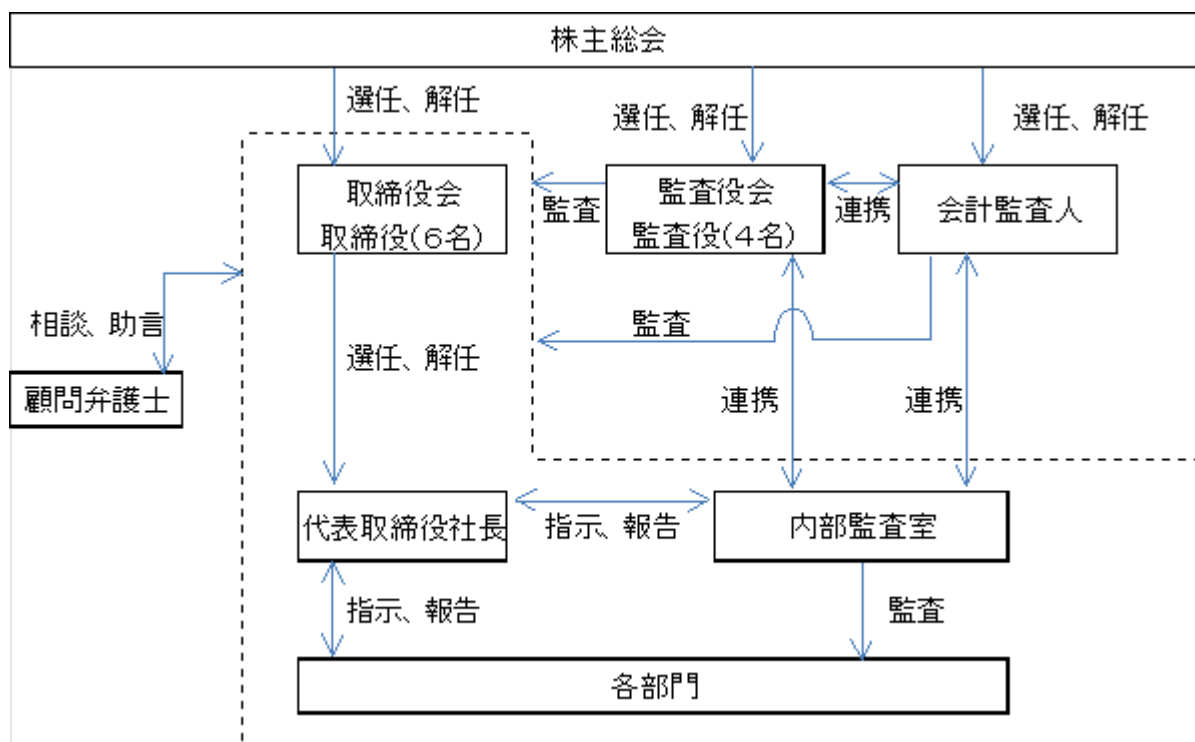 株主総会
選任、解任
選任、解任
選任、解任
取締役会
取締役(6名)
監査
監査役会
監査役(4名)
連携
会計監査人
相談、助言
監査
顧問弁護士
選任、解任
連携
連携
代表取締役社長
指示、報告
内部監査室
指示、報告
監査
各部門